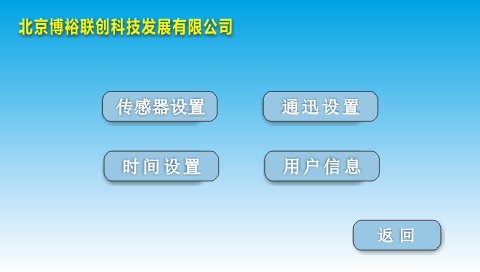 北京博裕联创科技发展有限公司
传感器设置
通迅设置
时间设置
用户信息
返回